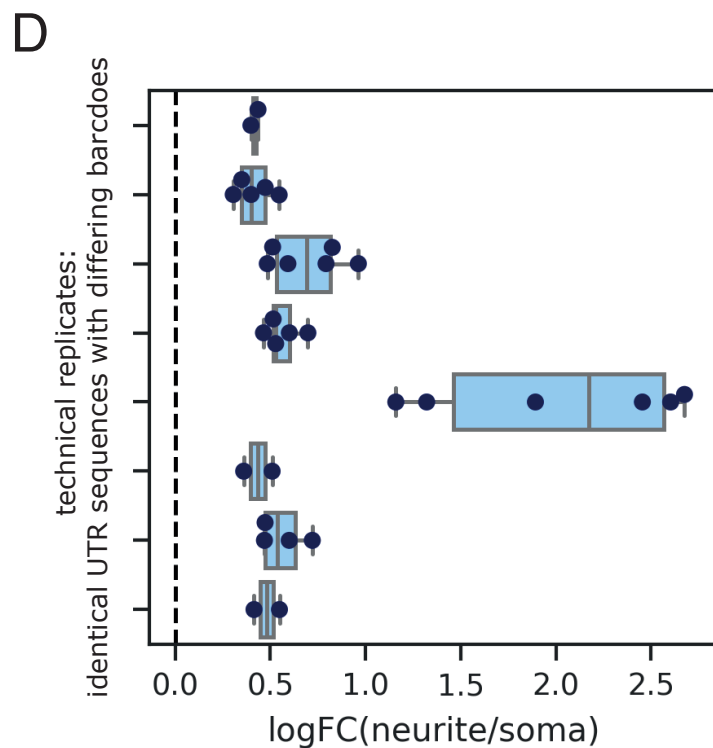 D
technical replicates:
identical UTR sequences with differing barcdoes
0.0 0.5 1.0 1.5 2.0 2.5
logFC(neurite/soma)